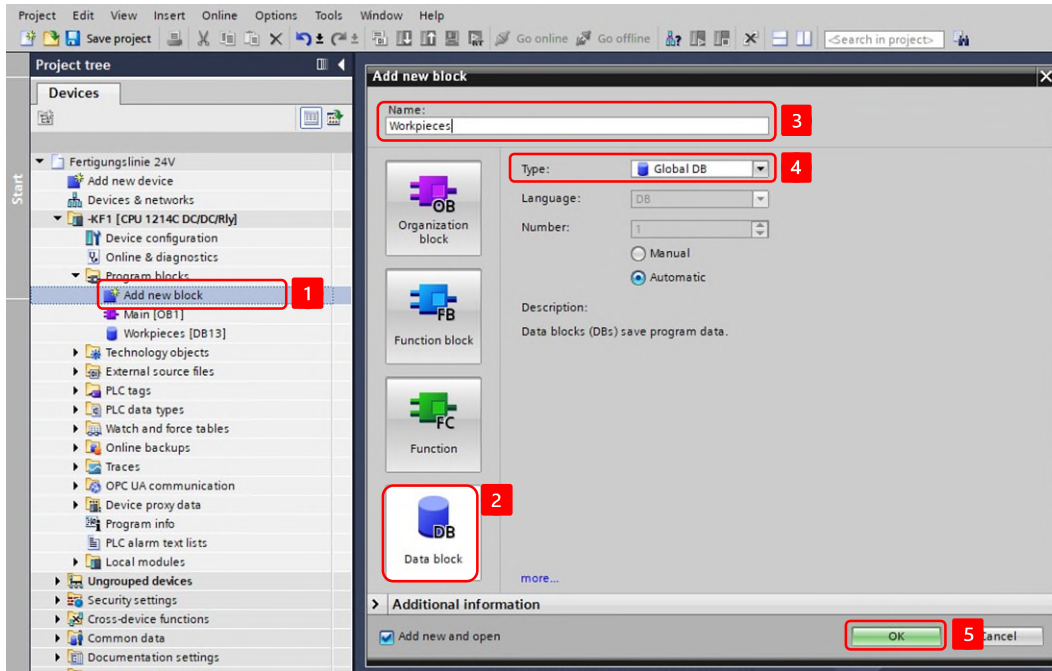 Project Edit View Insert Online Options Tools Window Help
Save project Go online Go offline <Search in project>
Project tree
Devices
Start
Fertigungslinie 24V
Add new device
Devices & networks
-KF1 [CPU 1214C DC/DC/Rly]
Device configuration
Online & diagnostics
Program blocks
Add new block
1
Main [OB1]
Workpieces [DB13]
Technology objects
External source files
PLC tags
PLC data types
Watch and force tables
Online backups
Traces
OPC UA communication
Device proxy data
Program info
PLC alarm text lists
Local modules
Ungrouped devices
Security settings
Cross-device functions
Common data
Documentation settings
Add new block
Name:
Workpieces
3
OB
Organization
block
FB
Function block
FC
Function
2
DB
Data block
Type: Global DB
4
Language: DB
Number: 1
Manual
Automatic
Description:
Data blocks (DBs) save program data.
more...
Additional information
Add new and open
OK
5
Cancel